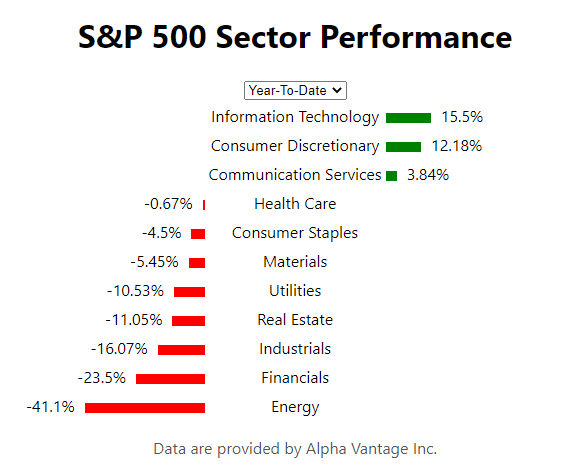 S&P 500 Sector Performance
Year-To-Date
Information Technology 15.5%
Consumer Discretionary 12.18%
Communication Services 3.84%
-0.67% Health Care
-4.5% Consumer Staples
-5.45% Materials
-10.53% Utilities
-11.05% Real Estate
-16.07% Industrials
-23.5% Financials
-41.1% Energy
Data are provided by Alpha Vantage Inc.